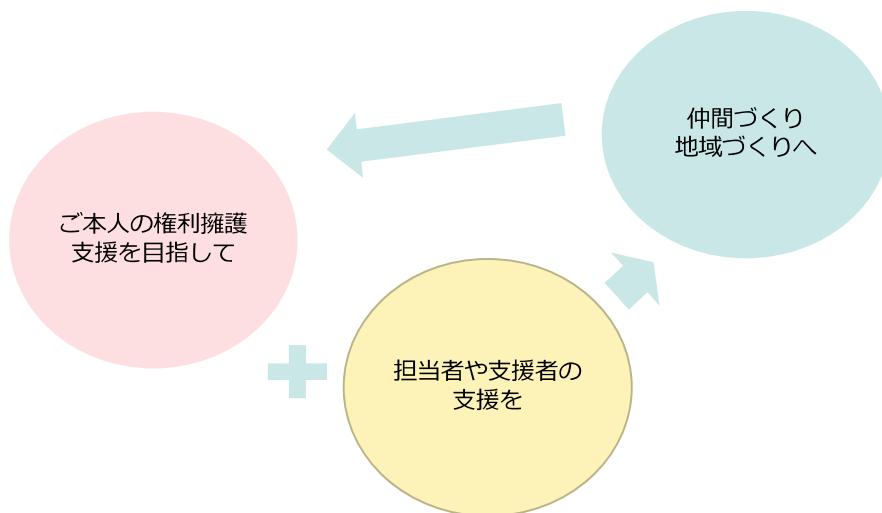 仲間づくり
地域づくりへ
ご本人の権利擁護
支援を目指して
担当者や支援者の
支援を